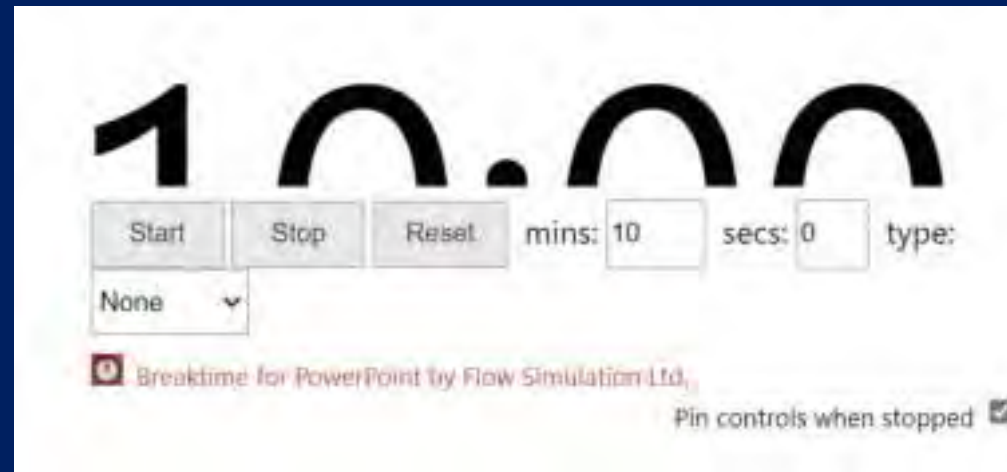 10:00
Start Stop Reset mins: 10 secs: 0 type:
None
Breaktime for PowerPoint by Flow Simulation Ltd.
Pin controls when stopped